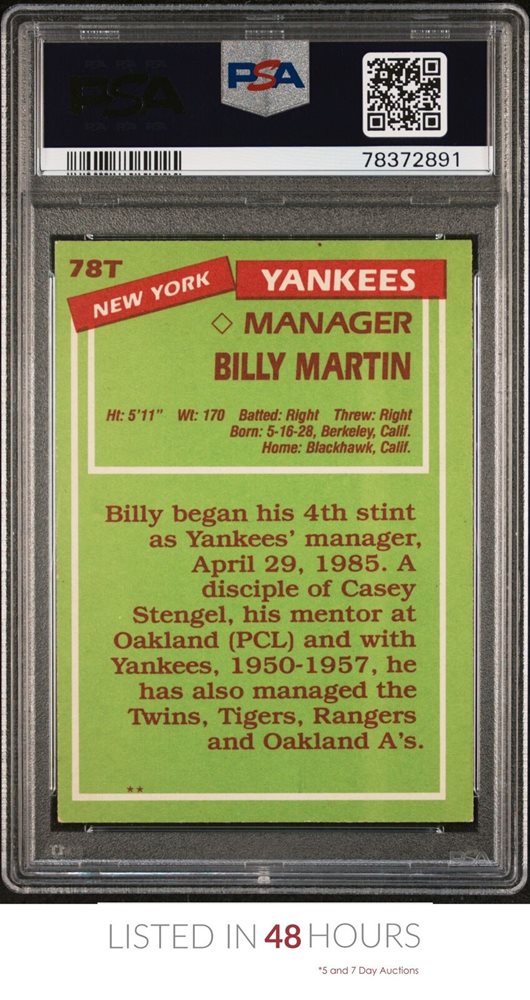 PSA
PSA
78372891
78T
NEW YORK YANKEES
◇ MANAGER
BILLY MARTIN
Ht: 5'11" Wt: 170 Batted: Right Threw: Right
Born: 5-16-28, Berkeley, Calif.
Home: Blackhawk, Calif.
Billy began his 4th stint
as Yankees' manager,
April 29, 1985. A
disciple of Casey
Stengel, his mentor at
Oakland (PCL) and with
Yankees, 1950-1957, he
has also managed the
Twins, Tigers, Rangers
and Oakland A's.
**
PSA
LISTED IN 48 HOURS
*5 and 7 Day Auctions